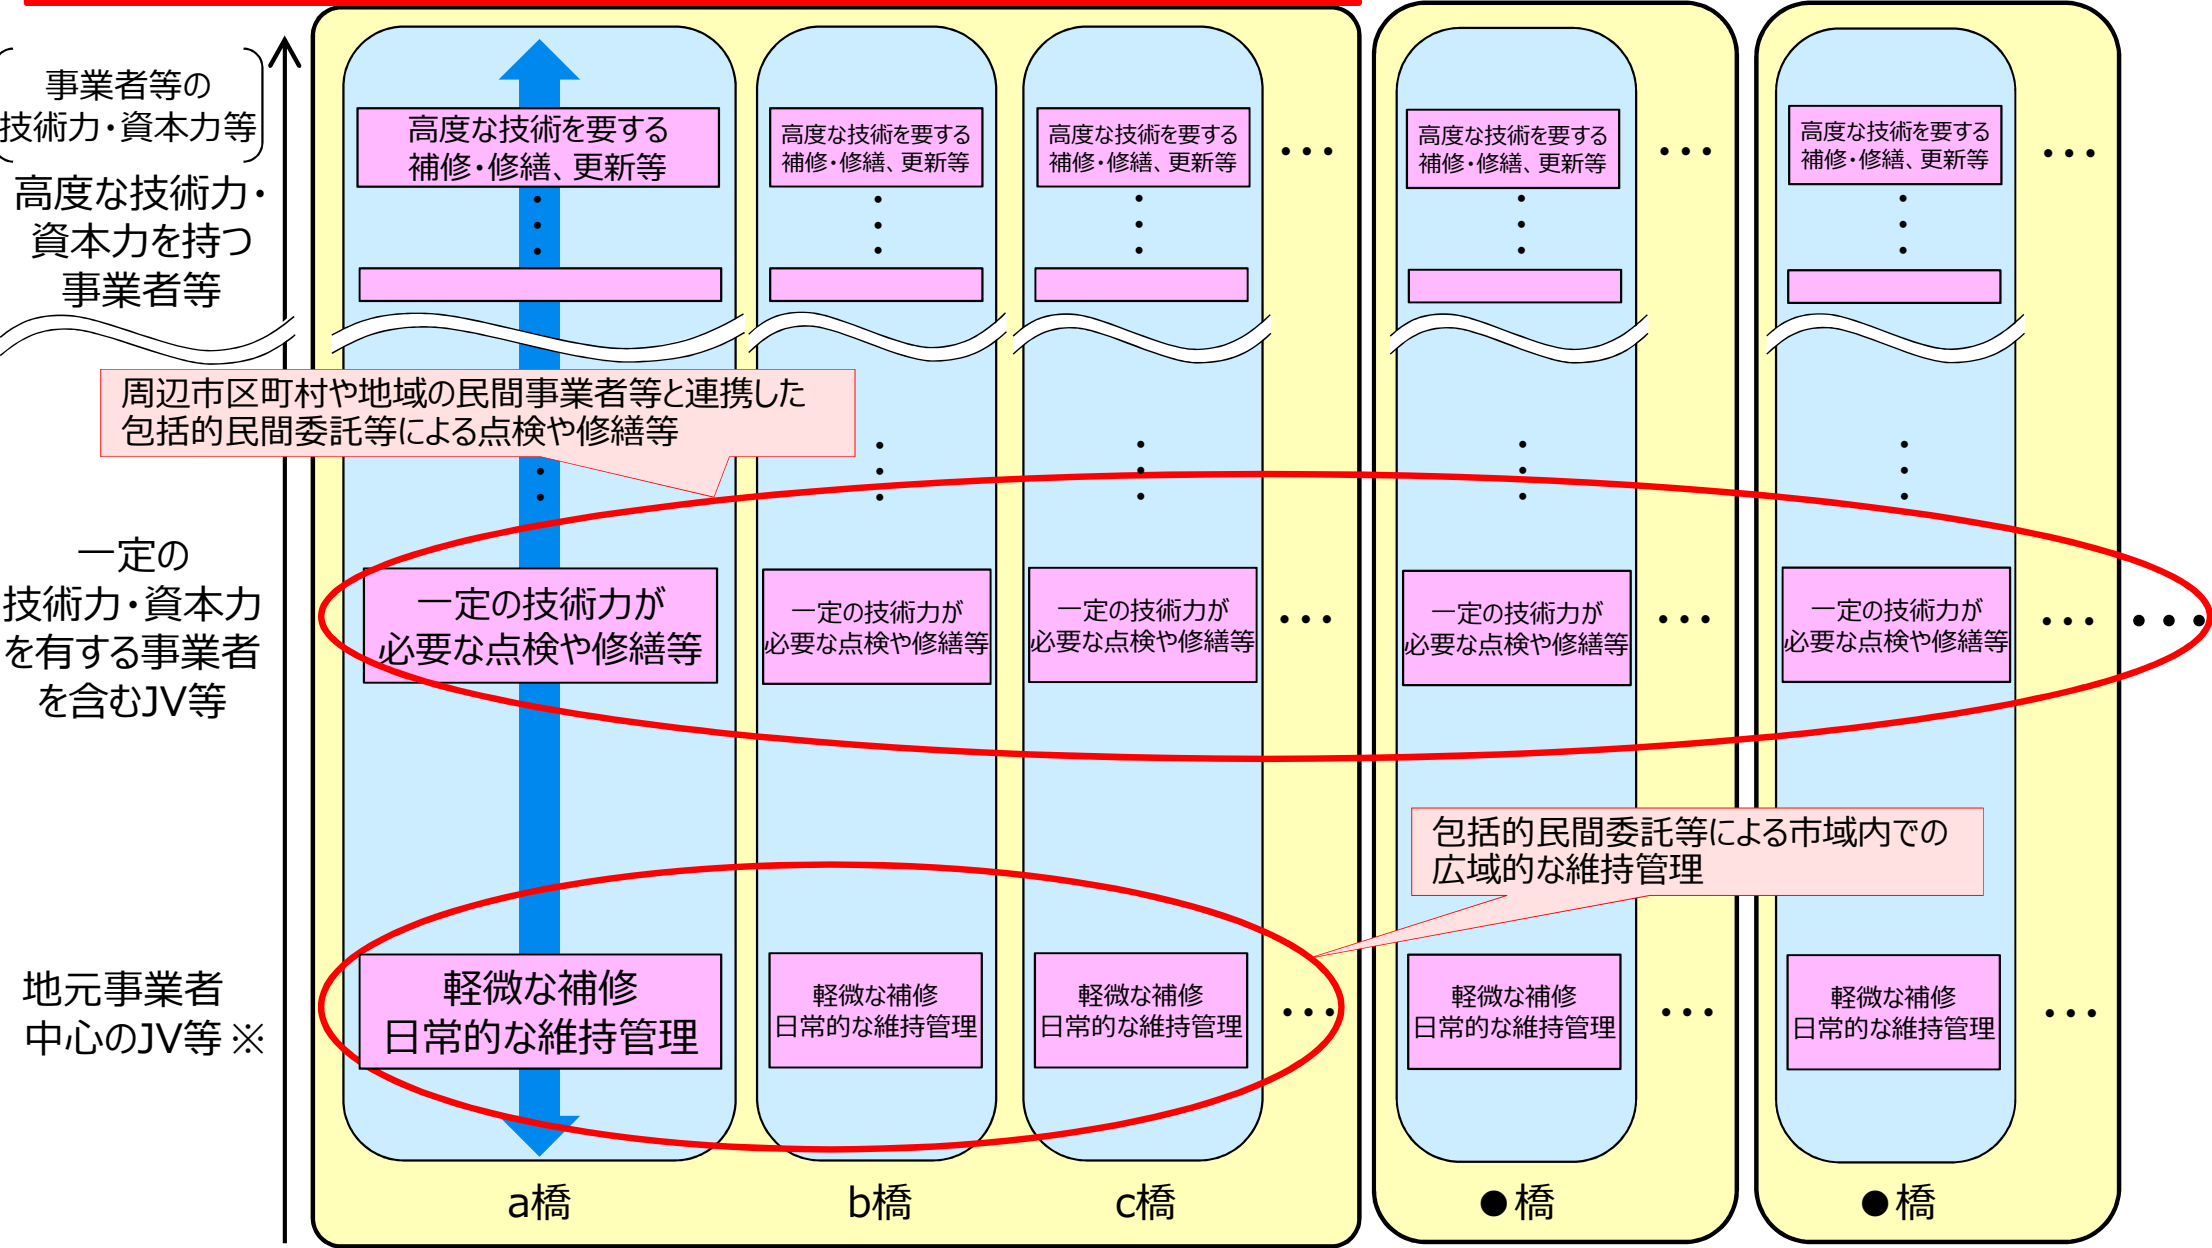 事業者等の
技術力・資本力等
高度な技術力・
資本力を持つ
事業者等
高度な技術を要する
補修・修繕、更新等
高度な技術を要する
補修・修繕、更新等
高度な技術を要する
補修・修繕、更新等
…
高度な技術を要する
補修・修繕、更新等
…
高度な技術を要する
補修・修繕、更新等
…
周辺市区町村や地域の民間事業者等と連携した
包括的民間委託等による点検や修繕等
一定の
技術力・資本力
を有する事業者
を含むJV等
一定の技術力が
必要な点検や修繕等
一定の技術力が
必要な点検や修繕等
一定の技術力が
必要な点検や修繕等
…
一定の技術力が
必要な点検や修繕等
…
一定の技術力が
必要な点検や修繕等
…
…
包括的民間委託等による市域内での
広域的な維持管理
地元事業者
中心のJV等※
軽微な補修
日常的な維持管理
軽微な補修
日常的な維持管理
軽微な補修
日常的な維持管理
…
軽微な補修
日常的な維持管理
…
軽微な補修
日常的な維持管理
…
a橋
b橋
c橋
●橋
●橋